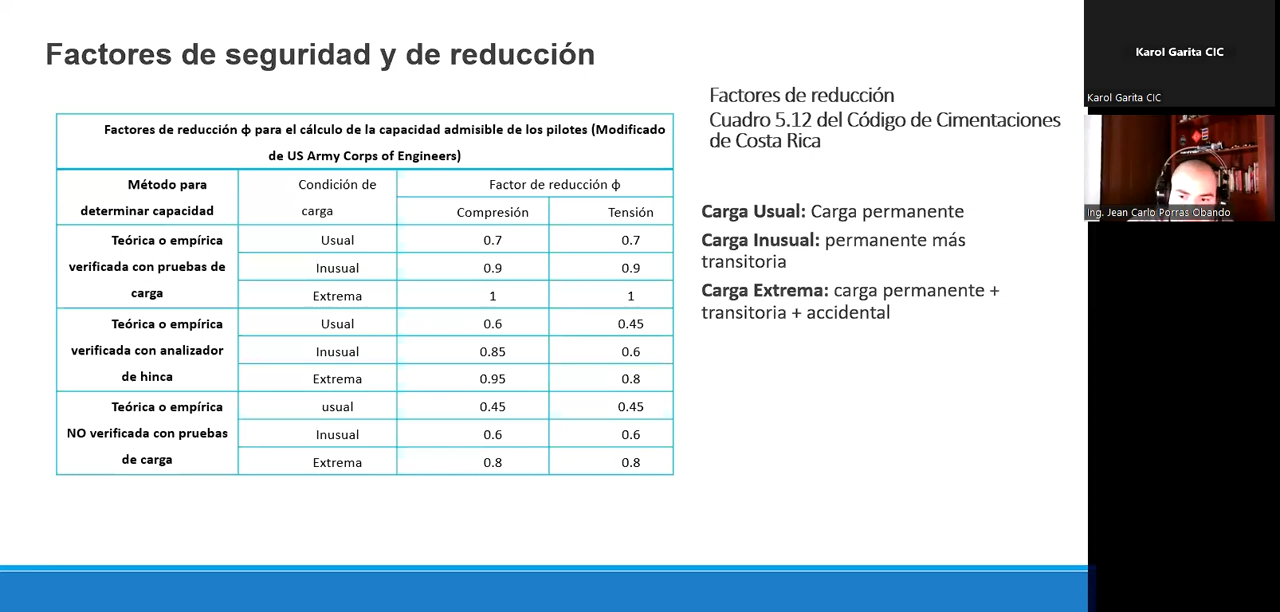 Factores de seguridad y de reducción
Factores de reducción ϕ para el cálculo de la capacidad admisible de los pilotes (Modificado
de US Army Corps of Engineers)
Método para
determinar capacidad
Condición de
carga
Factor de reducción ϕ
Compresión
Tensión
Teórica o empírica
verificada con pruebas de
carga
Usual 0.7 0.7
Inusual 0.9 0.9
Extrema 1 1
Teórica o empírica
verificada con analizador
de hinca
Usual 0.6 0.45
Inusual 0.85 0.6
Extrema 0.95 0.8
Teórica o empírica
NO verificada con pruebas
de carga
usual 0.45 0.45
Inusual 0.6 0.6
Extrema 0.8 0.8
Factores de reducción
Cuadro 5.12 del Código de Cimentaciones
de Costa Rica
Carga Usual: Carga permanente
Carga Inusual: permanente más
transitoria
Carga Extrema: carga permanente +
transitoria + accidental
Karol Garita CIC
Karol Garita CIC
Ing. Jean Carlo Porras Obando